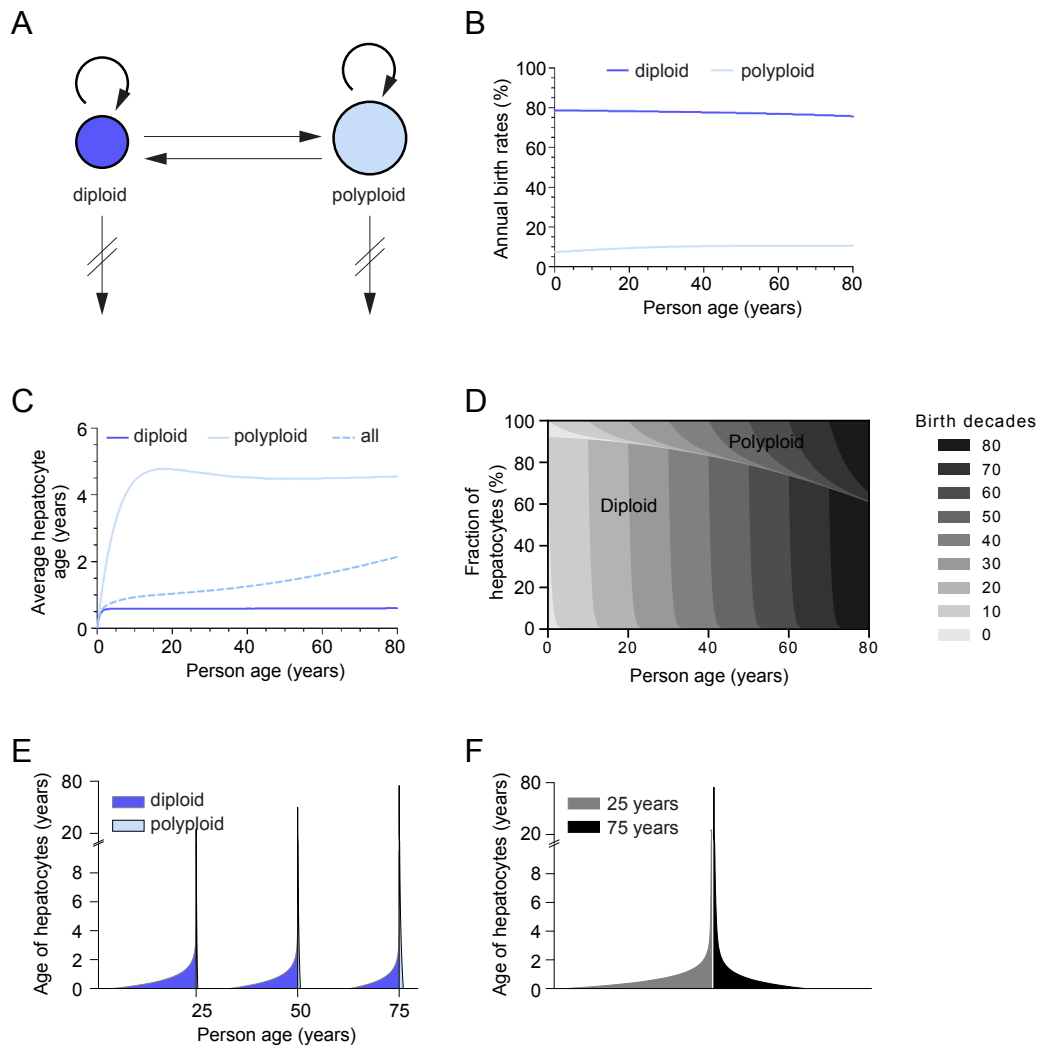 A
diploid
polyploid
B
diploid
polyploid
Annual birth rates (%)
100
80
60
40
20
0
0 20 40 60 80
Person age (years)
C
diploid
polyploid
all
Average hepatocyte
age (years)
6
4
2
0
0 20 40 60 80
Person age (years)
D
Fraction of
hepatocytes (%)
100
80
60
40
20
0
Polyploid
Diploid
0 20 40 60 80
Person age (years)
Birth decades
80
70
60
50
40
30
20
10
0
E
Age of hepatocytes (years)
80
20
8
6
4
2
0
diploid
polyploid
25 50 75
Person age (years)
F
Age of hepatocytes (years)
80
20
8
6
4
2
0
25 years
75 years